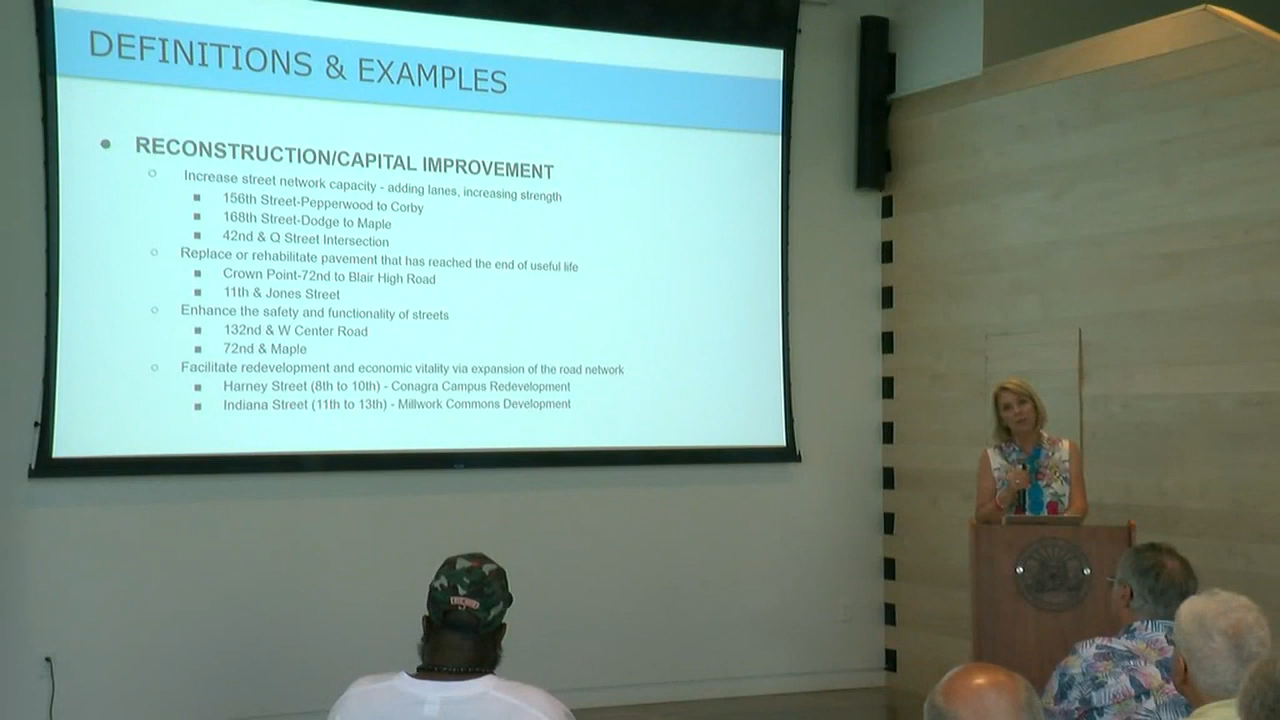 DEFINITIONS & EXAMPLES
RECONSTRUCTION/CAPITAL IMPROVEMENT
Increase street network capacity - adding lanes, increasing strength
156th Street-Pepperwood to Corby
168th Street-Dodge to Maple
42nd & Q Street Intersection
Replace or rehabilitate pavement that has reached the end of useful life
Crown Point-72nd to Blair High Road
11th & Jones Street
Enhance the safety and functionality of streets
132nd & W Center Road
72nd & Maple
Facilitate redevelopment and economic vitality via expansion of the road network
Harney Street (8th to 10th) - Conagra Campus Redevelopment
Indiana Street (11th to 13th) - Millwork Commons Development